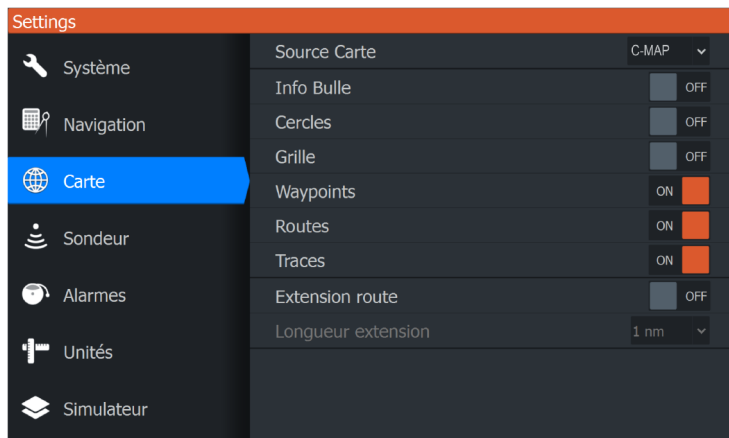 Settings
Système
Navigation
Carte
Sondeur
Alarmes
Unités
Simulateur
Source Carte C-MAP
Info Bulle OFF
Cercles OFF
Grille OFF
Waypoints ON
Routes ON
Traces ON
Extension route OFF
Longueur extension 1 nm